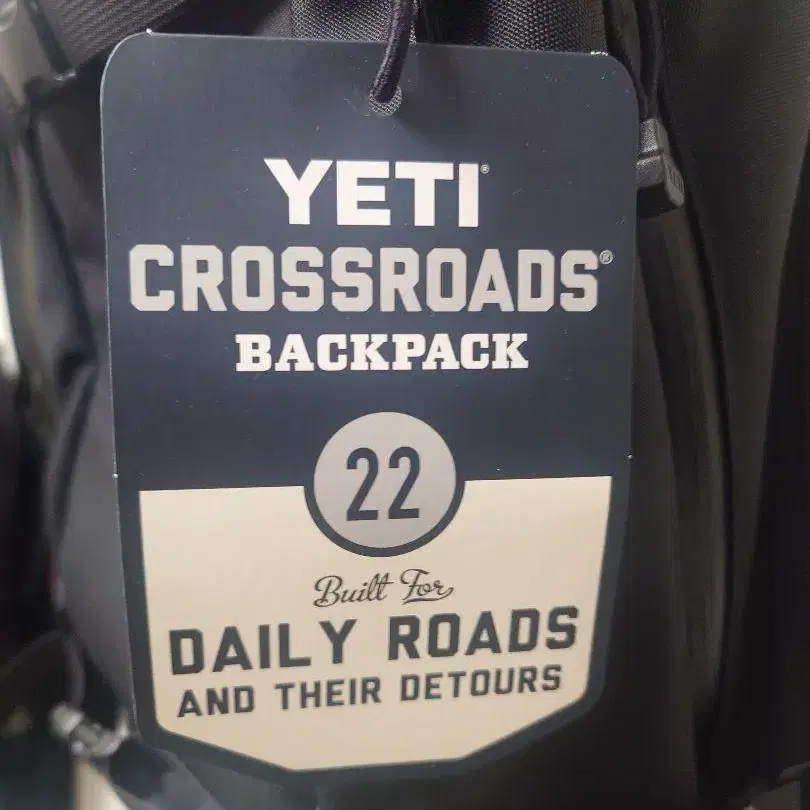 YETI®
CROSSROADS®
BACKPACK
22
Built For
DAILY ROADS
AND THEIR DETOURS